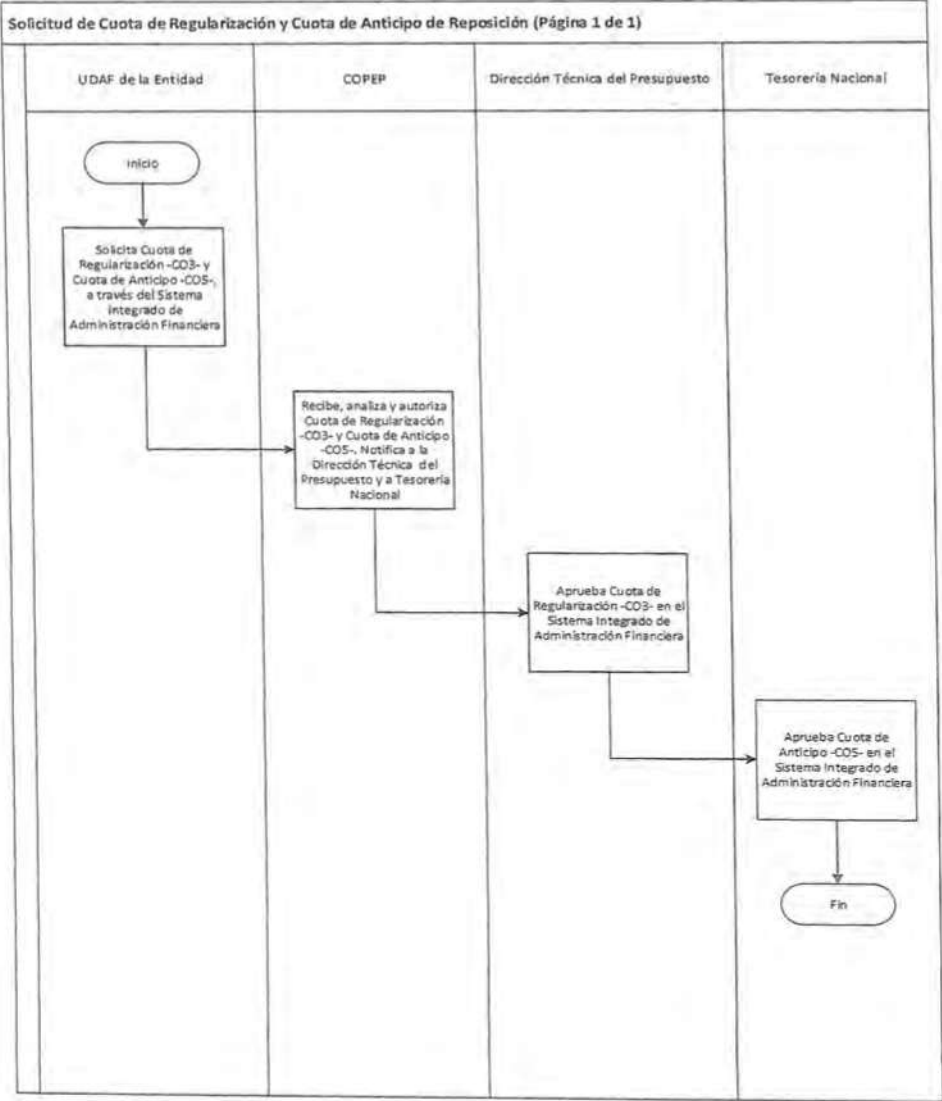 Solicitud de Cuota de Regularización y Cuota de Anticipo de Reposición (Página 1 de 1)
UDAF de la Entidad
COPEP
Dirección Técnica del Presupuesto
Tesorería Nacional
Inicio
Solicita Cuota de
Regularización -CO3- y
Cuota de Anticipo -CO5-,
a través del Sistema
Integrado de
Administración Financiera
Recibe, analiza y autoriza
Cuota de Regularización
-CO3- y Cuota de Anticipo
-CO5-. Notifica a la
Dirección Técnica del
Presupuesto y a Tesorería
Nacional
Aprueba Cuota de
Regularización -CO3- en el
Sistema Integrado de
Administración Financiera
Aprueba Cuota de
Anticipo -CO5- en el
Sistema Integrado de
Administración Financiera
Fin